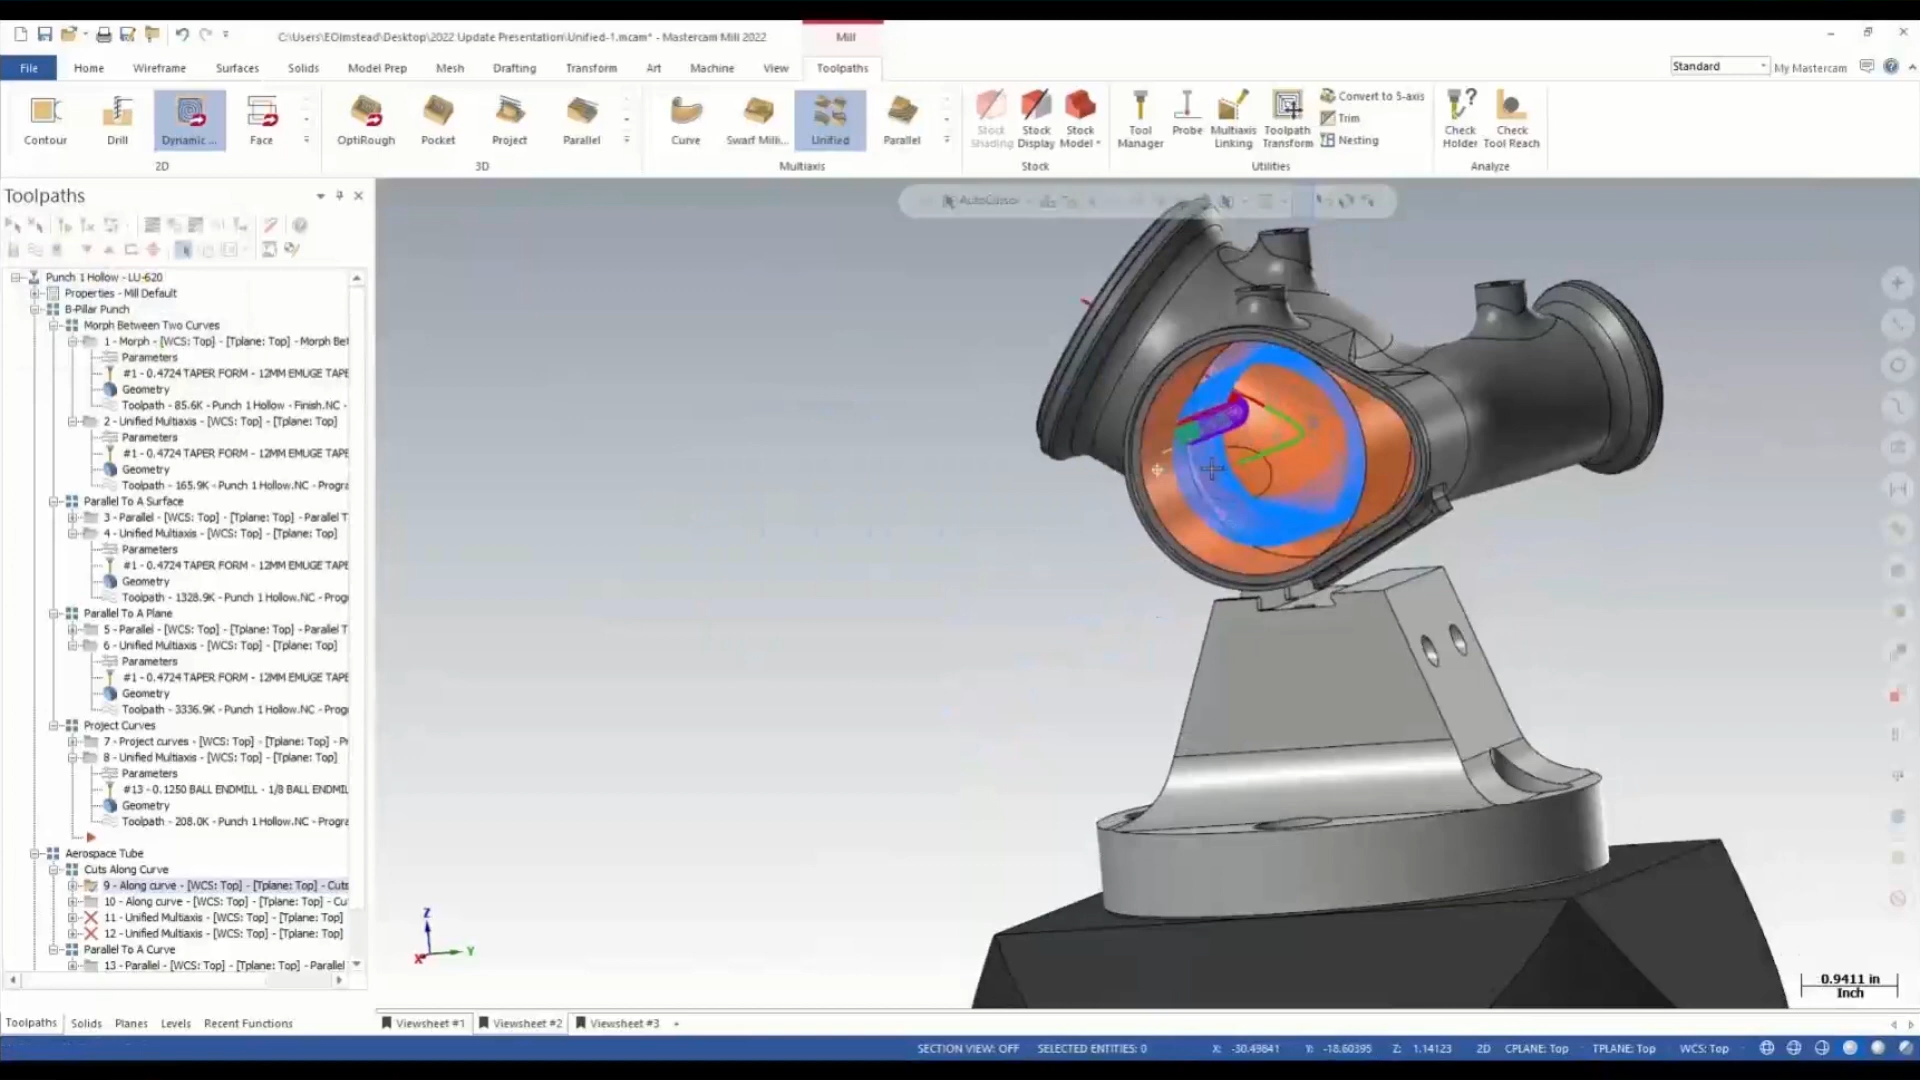 C:\Users\EOlmstead\Desktop\2022 Update Presentation\Unified-1.mcam* - Mastercam Mill 2022
Mill
File Home Wireframe Surfaces Solids Model Prep Mesh Drafting Transform Art Machine View Toolpaths
Standard My Mastercam
Contour Drill Dynamic ... Face OptiRough Pocket Project Parallel Curve Swarf Milli... Unified Parallel
Stock Shading Stock Display Stock Model
Tool Manager Probe Multiaxis Linking Toolpath Transform
Convert to 5-axis
Trim
Nesting
Check Holder Check Tool Reach
2D 3D Multiaxis Stock Utilities Analyze
Toolpaths
AutoCursor
Punch 1 Hollow - LU-620
Properties - Mill Default
B-Pillar Punch
Morph Between Two Curves
1 - Morph - [WCS: Top] - [Tplane: Top] - Morph Bet
Parameters
#1 - 0.4724 TAPER FORM - 12MM EMUGE TAPE
Geometry
Toolpath - 85.6K - Punch 1 Hollow - Finish.NC -
2 - Unified Multiaxis - [WCS: Top] - [Tplane: Top]
Parameters
#1 - 0.4724 TAPER FORM - 12MM EMUGE TAPE
Geometry
Toolpath - 165.9K - Punch 1 Hollow.NC - Progra
Parallel To A Surface
3 - Parallel - [WCS: Top] - [Tplane: Top] - Parallel T
4 - Unified Multiaxis - [WCS: Top] - [Tplane: Top]
Parameters
#1 - 0.4724 TAPER FORM - 12MM EMUGE TAPE
Geometry
Toolpath - 1328.9K - Punch 1 Hollow.NC - Progr
Parallel To A Plane
5 - Parallel - [WCS: Top] - [Tplane: Top] - Parallel T
6 - Unified Multiaxis - [WCS: Top] - [Tplane: Top]
Parameters
#1 - 0.4724 TAPER FORM - 12MM EMUGE TAPE
Geometry
Toolpath - 3336.9K - Punch 1 Hollow.NC - Progr
Project Curves
7 - Project curves - [WCS: Top] - [Tplane: Top] - Pr
8 - Unified Multiaxis - [WCS: Top] - [Tplane: Top]
Parameters
#13 - 0.1250 BALL ENDMILL - 1/8 BALL ENDMIL
Geometry
Toolpath - 208.0K - Punch 1 Hollow.NC - Progra
Aerospace Tube
Cuts Along Curve
9 - Along curve - [WCS: Top] - [Tplane: Top] - Cuts
10 - Along curve - [WCS: Top] - [Tplane: Top] - Cu
11 - Unified Multiaxis - [WCS: Top] - [Tplane: Top]
12 - Unified Multiaxis - [WCS: Top] - [Tplane: Top]
Parallel To A Curve
13 - Parallel - [WCS: Top] - [Tplane: Top] - Parallel
Z
Y
X
0.9411 in
Inch
Toolpaths Solids Planes Levels Recent Functions
Viewsheet #1 Viewsheet #2 Viewsheet #3
SECTION VIEW: OFF SELECTED ENTITIES: 0 X: -30.49841 Y: -18.60395 Z: 1.14123 2D CPLANE: Top TPLANE: Top WCS: Top